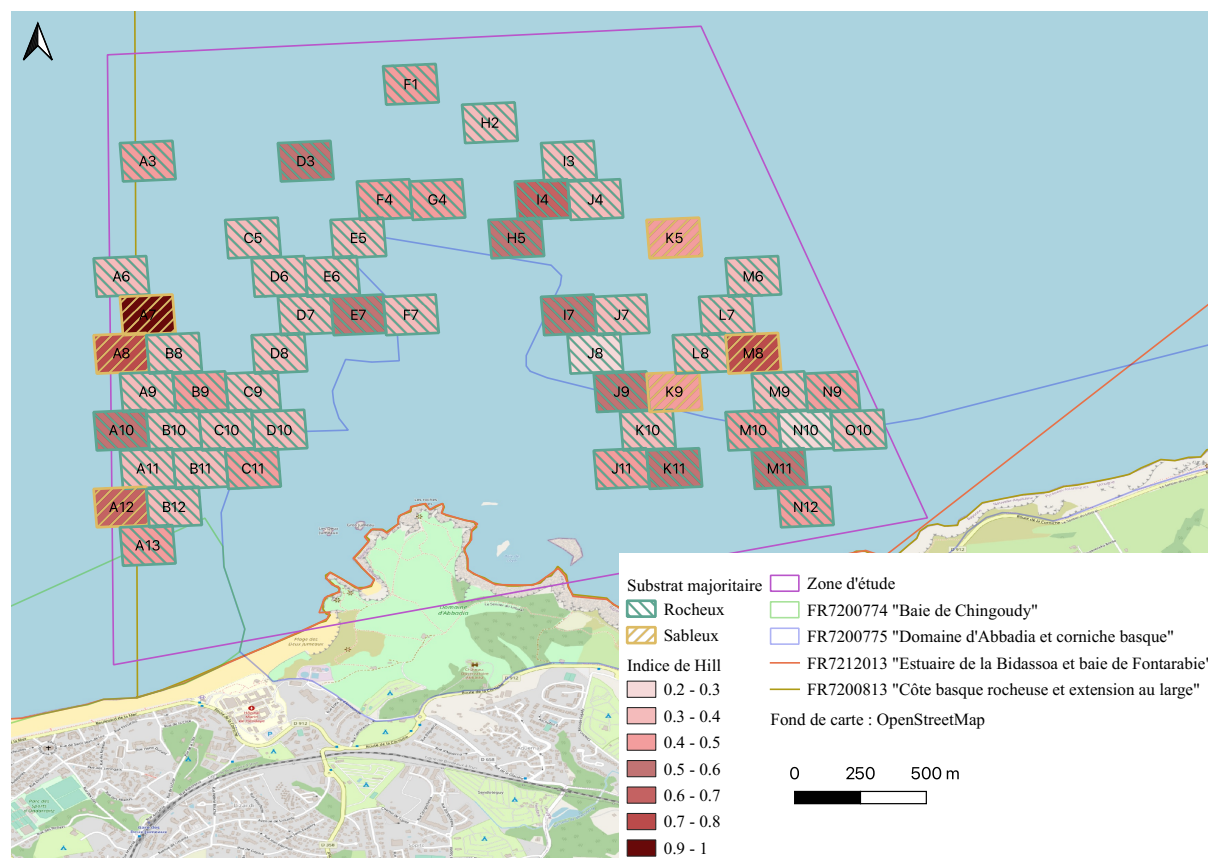 F1
H2
A3
D3
I3
F4
G4
I4
J4
C5
E5
H5
K5
A6
D6
E6
M6
A7
D7
E7
F7
I7
J7
L7
A8
B8
D8
J8
L8
M8
A9
B9
C9
J9
K9
M9
N9
A10
B10
C10
D10
K10
M10
N10
O10
A11
B11
C11
J11
K11
M11
A12
B12
N12
A13
Substrat majoritaire
Rocheux
Sableux
Indice de Hill
0.2 - 0.3
0.3 - 0.4
0.4 - 0.5
0.5 - 0.6
0.6 - 0.7
0.7 - 0.8
0.9 - 1
Zone d'étude
FR7200774 "Baie de Chingoudy"
FR7200775 "Domaine d'Abbadia et corniche basque"
FR7212013 "Estuaire de la Bidassoa et baie de Fontarabie"
FR7200813 "Côte basque rocheuse et extension au large"
Fond de carte : OpenStreetMap
0 250 500 m